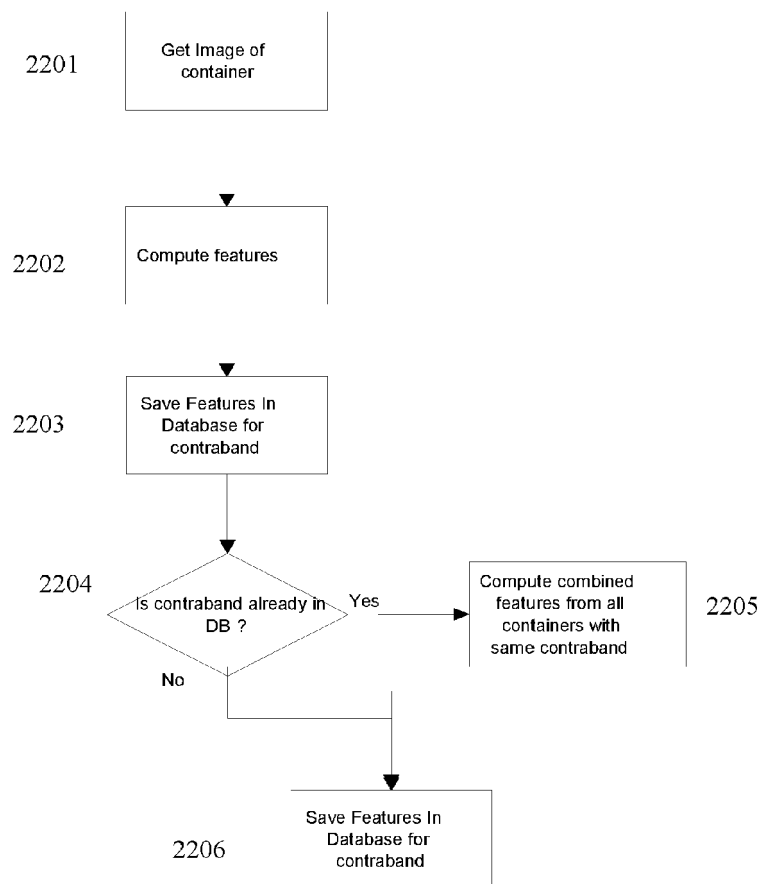 2201
Get Image of
container
2202
Compute features
2203
Save Features In
Database for
contraband
2204
Is contraband already in
DB ?
Yes
Compute combined
features from all
containers with
same contraband
2205
No
Save Features In
Database for
contraband
2206